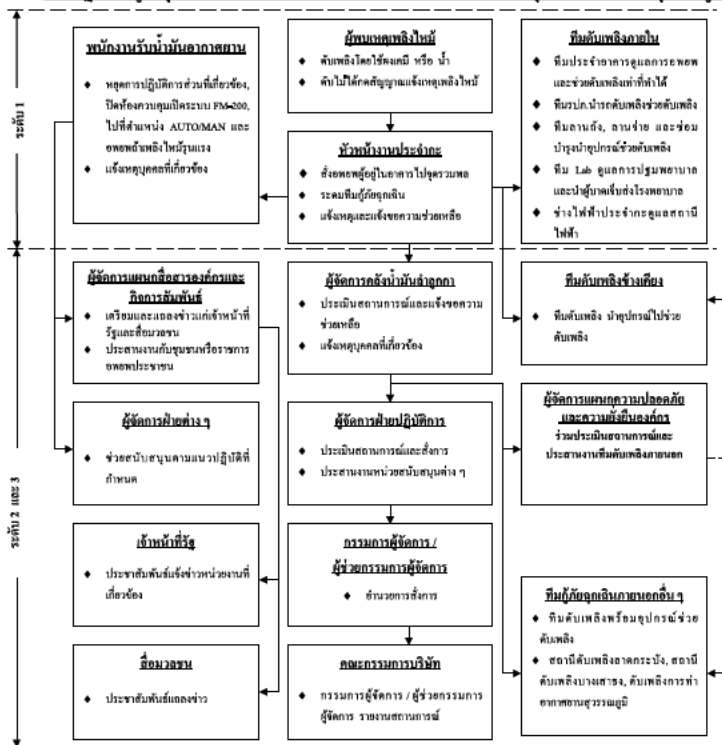 ระดับ 1
พนักงานรับน้ำมันอากาศยาน
♦ หยุดการปฏิบัติการส่วนที่เกี่ยวข้อง,
ปิดห้องควบคุมเปิดระบบ FM-200,
ไปที่ตำแหน่ง AUTO/MAN และ
อพยพถ้าเพลิงไหม้รุนแรง
♦ แจ้งเหตุบุคคลที่เกี่ยวข้อง
ผู้พบเหตุเพลิงไหม้
♦ ดับเพลิงโดยใช้ผงเคมี หรือ น้ำ
♦ ดับไม่ได้กดสัญญาณแจ้งเหตุเพลิงไหม้
หัวหน้างานประจำกะ
♦ สั่งอพยพผู้อยู่ในอาคารไปจุดรวมพล
♦ ระดมทีมกู้ภัยฉุกเฉิน
♦ แจ้งเหตุและแจ้งขอความช่วยเหลือ
ทีมดับเพลิงภายใน
♦ ทีมประจำอาคารดูแลการอพยพ
และช่วยดับเพลิงเท่าที่ทำได้
♦ ทีมรปภ.นำรถดับเพลิงช่วยดับเพลิง
♦ ทีมลานถัง, ลานจ่าย และซ่อม
บำรุงนำอุปกรณ์ช่วยดับเพลิง
♦ ทีม Lab ดูแลการปฐมพยาบาล
และนำผู้บาดเจ็บส่งโรงพยาบาล
♦ ช่างไฟฟ้าประจำกะดูแลสถานี
ไฟฟ้า
ระดับ 2 และ 3
ผู้จัดการแผนกสื่อสารองค์กรและ
กิจการสัมพันธ์
♦ เตรียมและแถลงข่าวแก่เจ้าหน้าที่
รัฐและสื่อมวลชน
♦ ประสานงานกับชุมชนหรือราชการ
อพยพประชาชน
ผู้จัดการคลังน้ำมันลำลูกกา
♦ ประเมินสถานการณ์และแจ้งขอความ
ช่วยเหลือ
♦ แจ้งเหตุบุคคลที่เกี่ยวข้อง
ทีมดับเพลิงข้างเคียง
♦ ทีมดับเพลิง นำอุปกรณ์ไปช่วย
ดับเพลิง
ผู้จัดการฝ่ายต่าง ๆ
♦ ช่วยสนับสนุนตามแนวปฏิบัติที่
กำหนด
ผู้จัดการฝ่ายปฏิบัติการ
♦ ประเมินสถานการณ์และสั่งการ
♦ ประสานงานหน่วยสนับสนุนต่าง ๆ
ผู้จัดการแผนกความปลอดภัย
และความยั่งยืนองค์กร
ร่วมประเมินสถานการณ์และ
ประสานงานทีมดับเพลิงภายนอก
เจ้าหน้าที่รัฐ
♦ ประชาสัมพันธ์แจ้งข่าวหน่วยงานที่
เกี่ยวข้อง
กรรมการผู้จัดการ /
ผู้ช่วยกรรมการผู้จัดการ
♦ อำนวยการสั่งการ
ทีมกู้ภัยฉุกเฉินภายนอกอื่น ๆ
♦ ทีมดับเพลิงพร้อมอุปกรณ์ช่วย
ดับเพลิง
♦ สถานีดับเพลิงลาดกระบัง, สถานี
ดับเพลิงบางเสาธง, ดับเพลิงการท่า
อากาศยานสุวรรณภูมิ
สื่อมวลชน
♦ ประชาสัมพันธ์แถลงข่าว
คณะกรรมการบริษัท
♦ กรรมการผู้จัดการ / ผู้ช่วยกรรมการ
ผู้จัดการ รายงานสถานการณ์